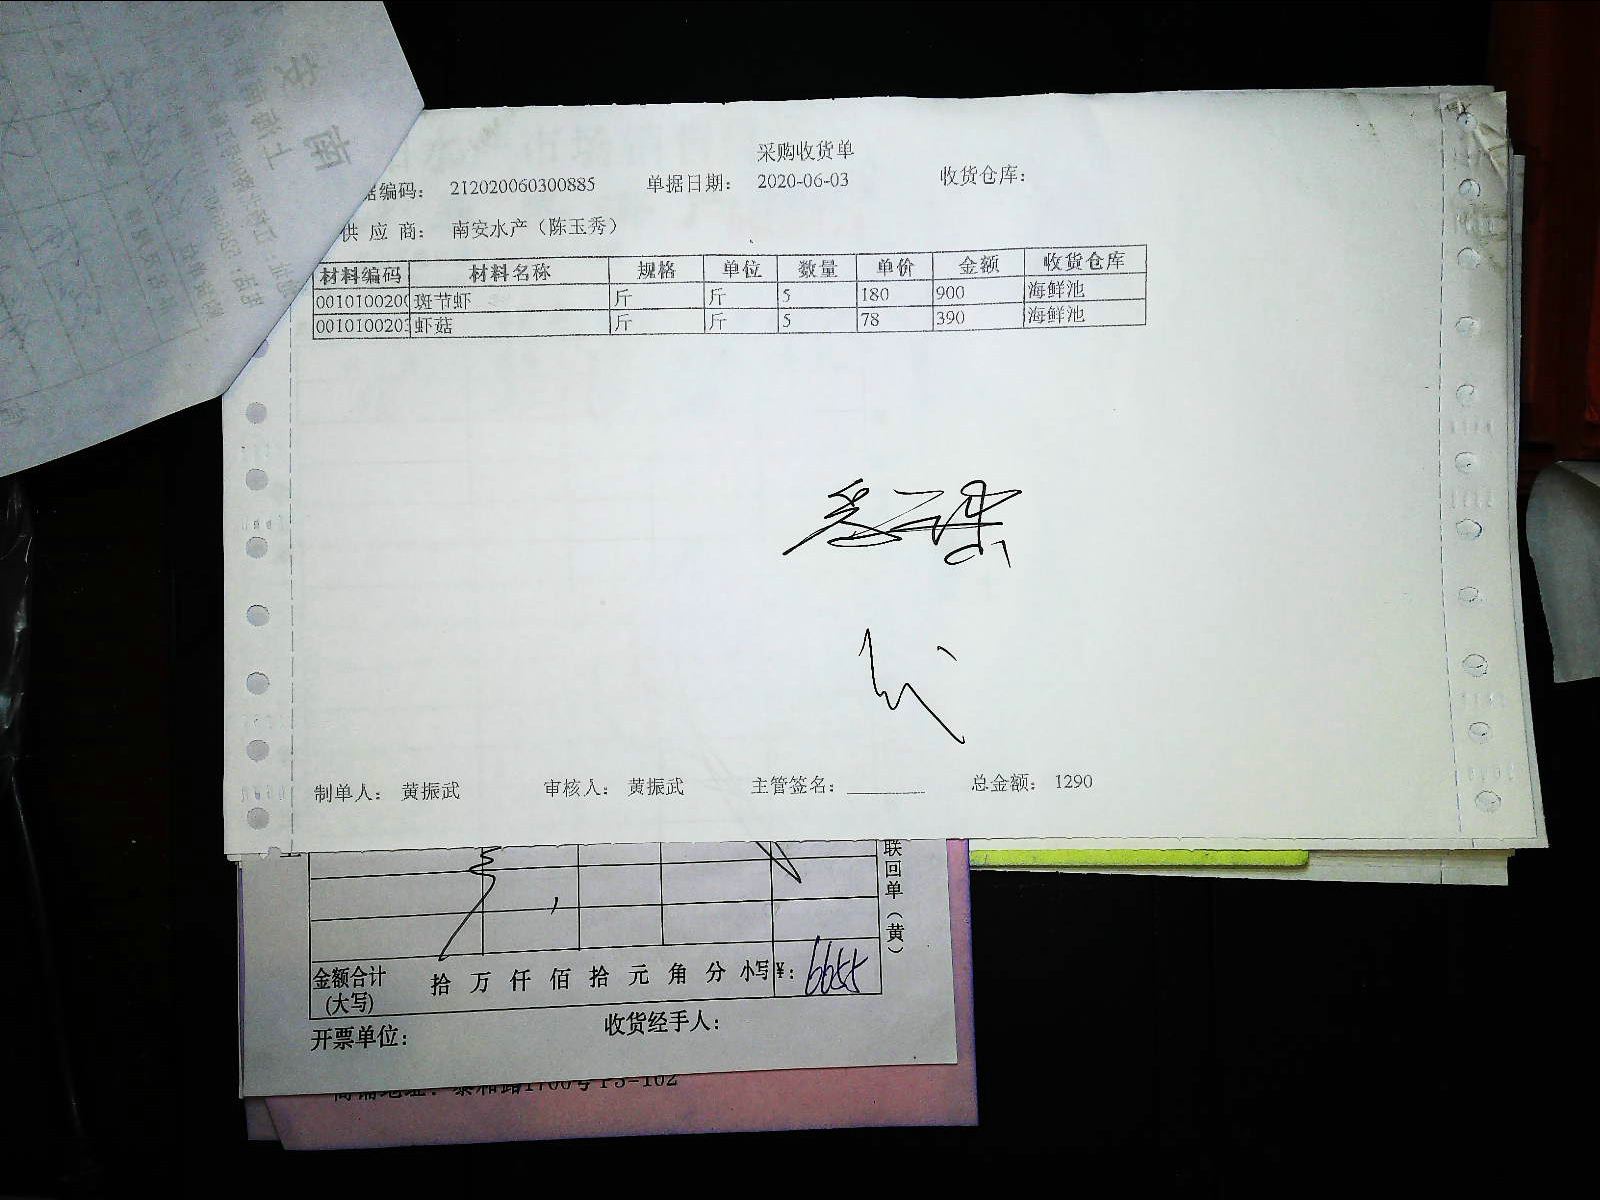 采购收货单
据编码： 212020060300885 单据日期： 2020-06-03 收货仓库：
供 应 商： 南安水产（陈玉秀）
材料编码 材料名称 规格 单位 数量 单价 金额 收货仓库
0010100200 斑节虾 斤 斤 5 180 900 海鲜池
0010100203 虾菇 斤 斤 5 78 390 海鲜池
制单人： 黄振武 审核人： 黄振武 主管签名： 总金额： 1290
联回单（黄）
金额合计 拾 万 仟 佰 拾 元 角 分 小写¥： 6655
(大写)
开票单位： 收货经手人：